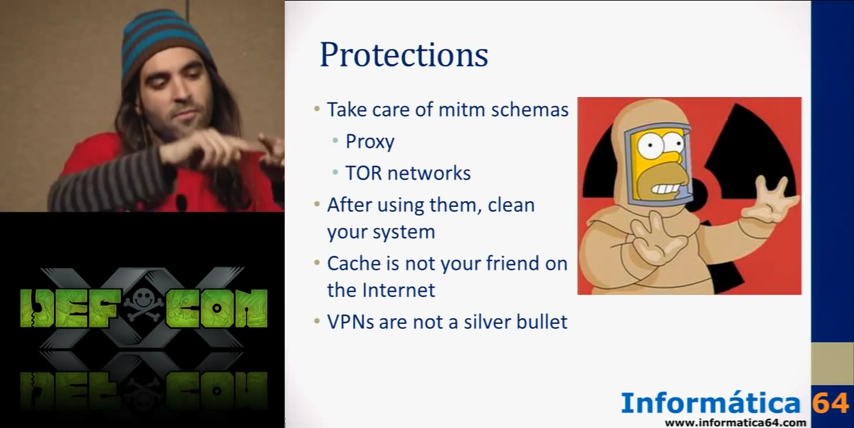 Protections
• Take care of mitm schemas
• Proxy
• TOR networks
• After using them, clean
your system
• Cache is not your friend on
the Internet
• VPNs are not a silver bullet
DEF CON
XX
Informática 64
www.informatica64.com